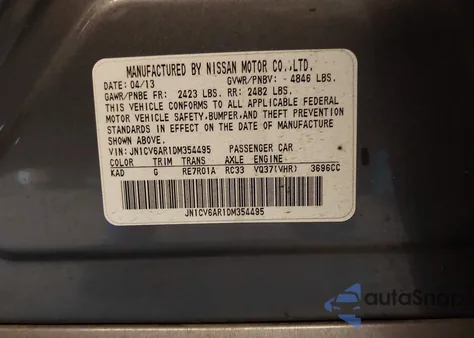 MANUFACTURED BY NISSAN MOTOR CO.,LTD.
DATE 04/13 GVWR/PNBV: 4846 LBS.
GAWR/PNBE FR: 2423 LBS. RR: 2482 LBS.
THIS VEHICLE CONFORMS TO ALL APPLICABLE FEDERAL
MOTOR VEHICLE SAFETY,BUMPER,AND THEFT PREVENTION
STANDARDS IN EFFECT ON THE DATE OF MANUFACTURE
SHOWN ABOVE.
VIN: JN1CV6AR1DM354495 PASSENGER CAR
COLOR TRIM TRANS AXLE ENGINE
KAD G RE7R01A RC33 VQ37(VHR) 3696CC
JN1CV6AR1DM354495
autoSnap